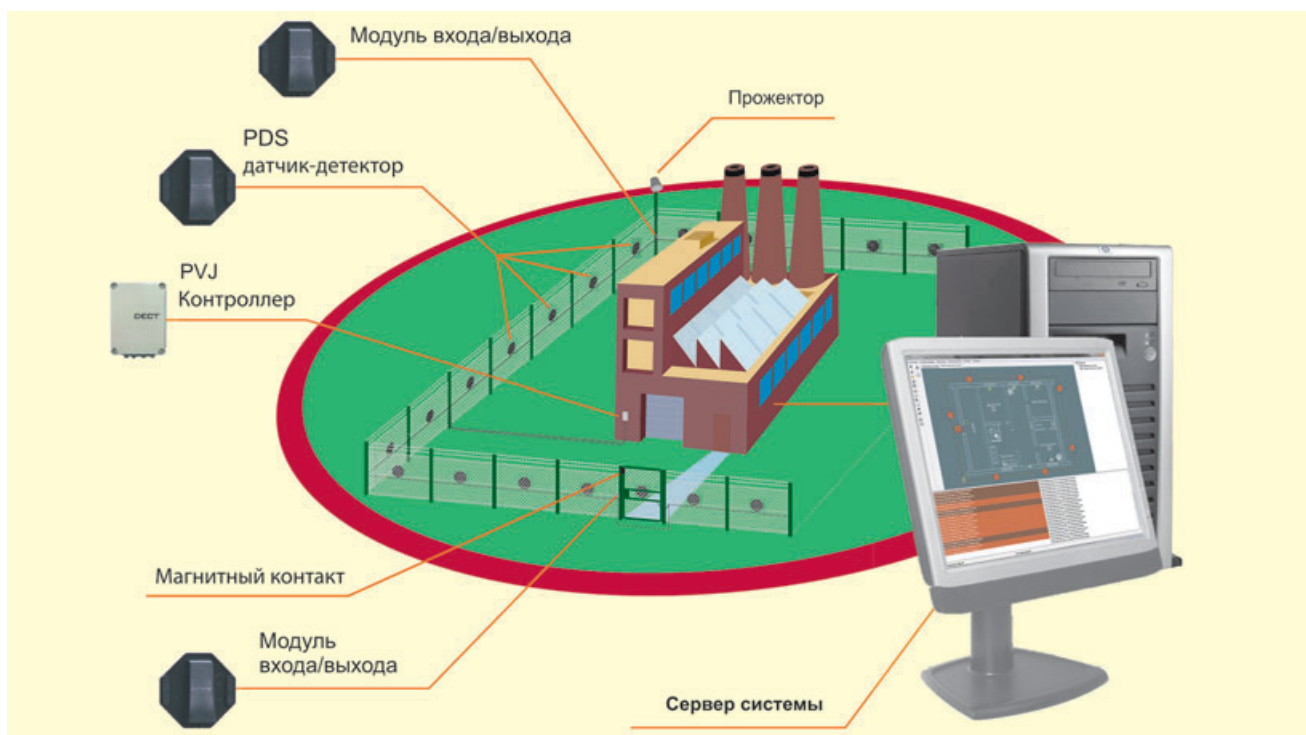 Модуль входа/выхода
Прожектор
PDS
датчик-детектор
PVJ
Контроллер
DECT
Магнитный контакт
Модуль
входа/выхода
Сервер системы